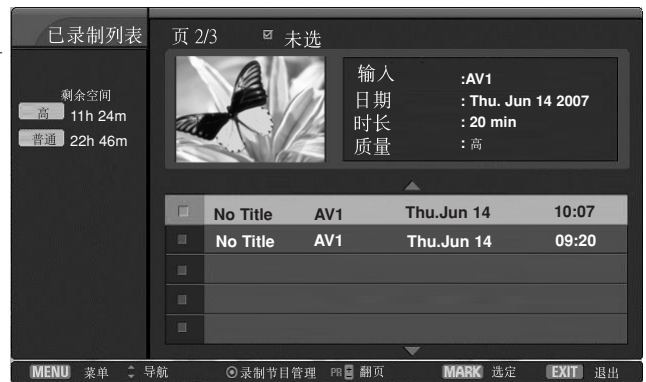 已录制列表
页 2/3 未选
剩余空间
高 11h 24m
普通 22h 46m
输入 :AV1
日期 : Thu. Jun 14 2007
时长 : 20 min
质量 : 高
No Title AV1 Thu.Jun 14 10:07
No Title AV1 Thu.Jun 14 09:20
MENU 菜单 导航 录制节目管理 PR 翻页 MARK 选定 EXIT 退出